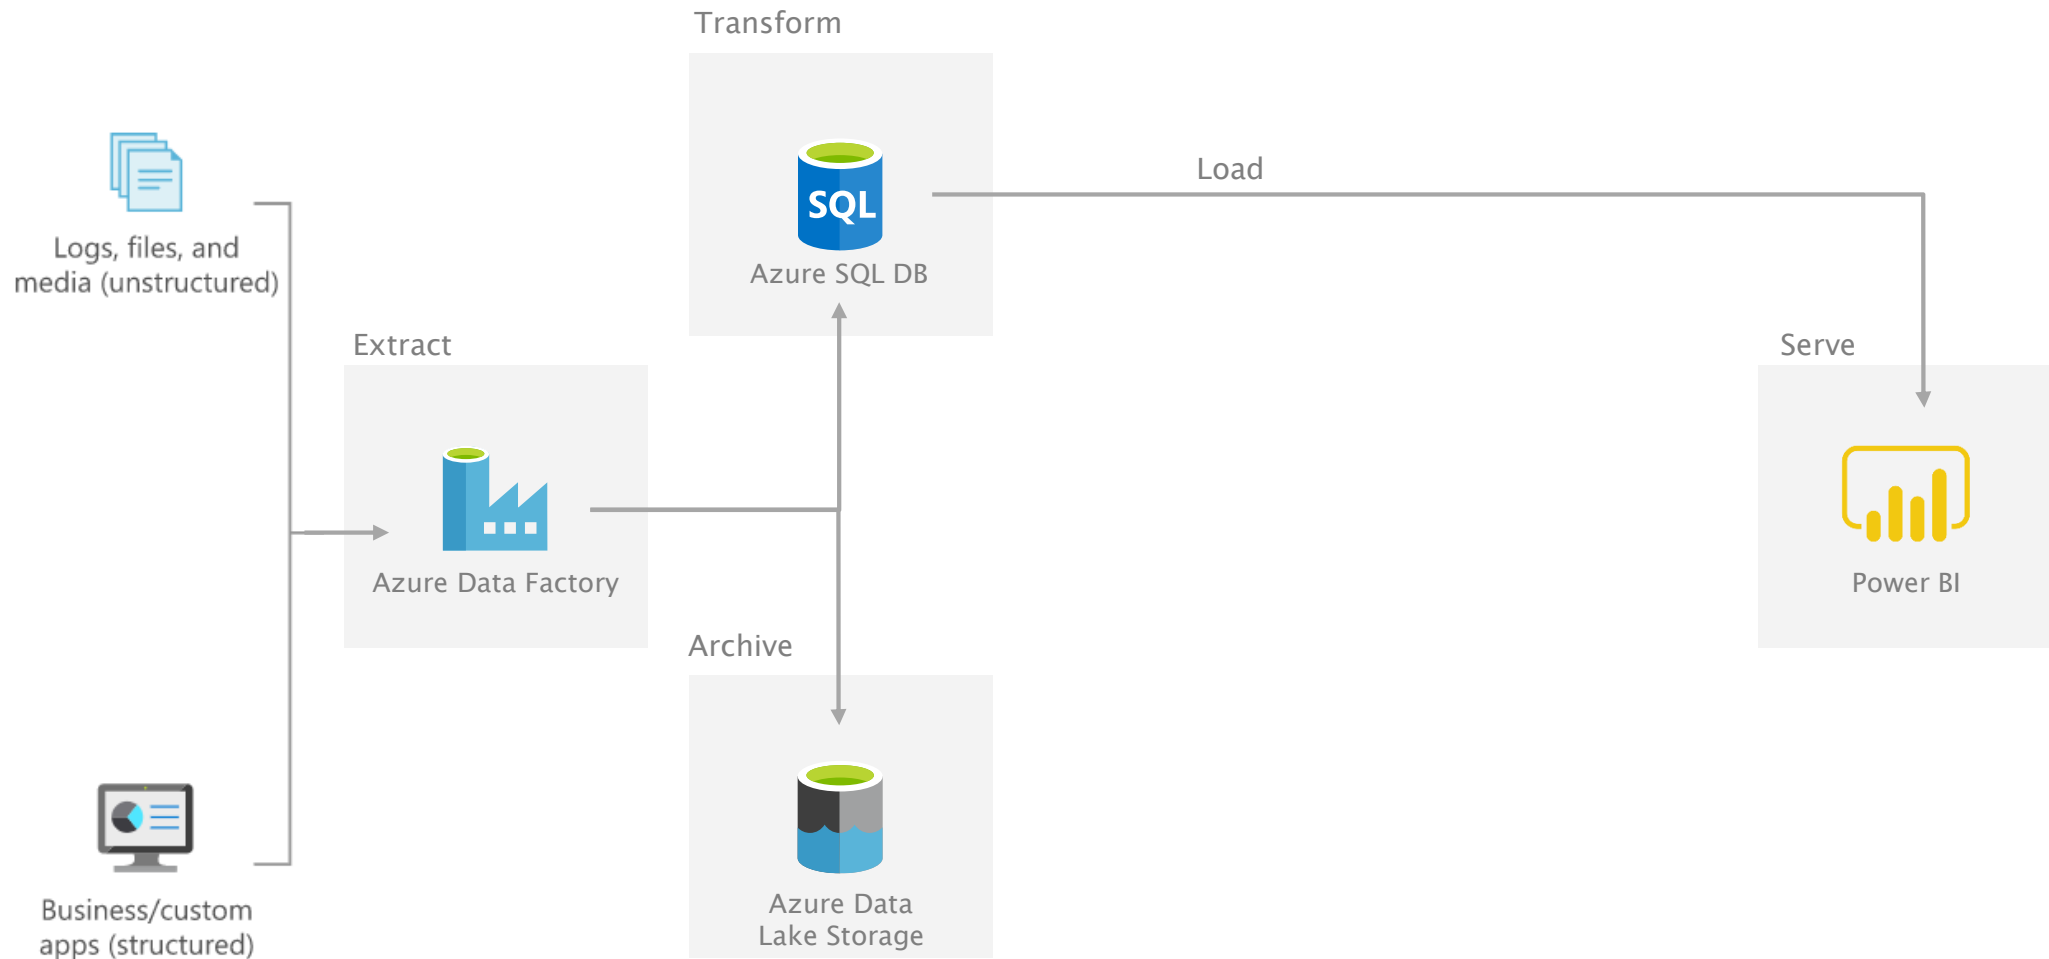 Transform
SQL
Azure SQL DB
Load
Logs, files, and
media (unstructured)
Extract
Azure Data Factory
Serve
Power BI
Archive
Azure Data
Lake Storage
Business/custom
apps (structured)